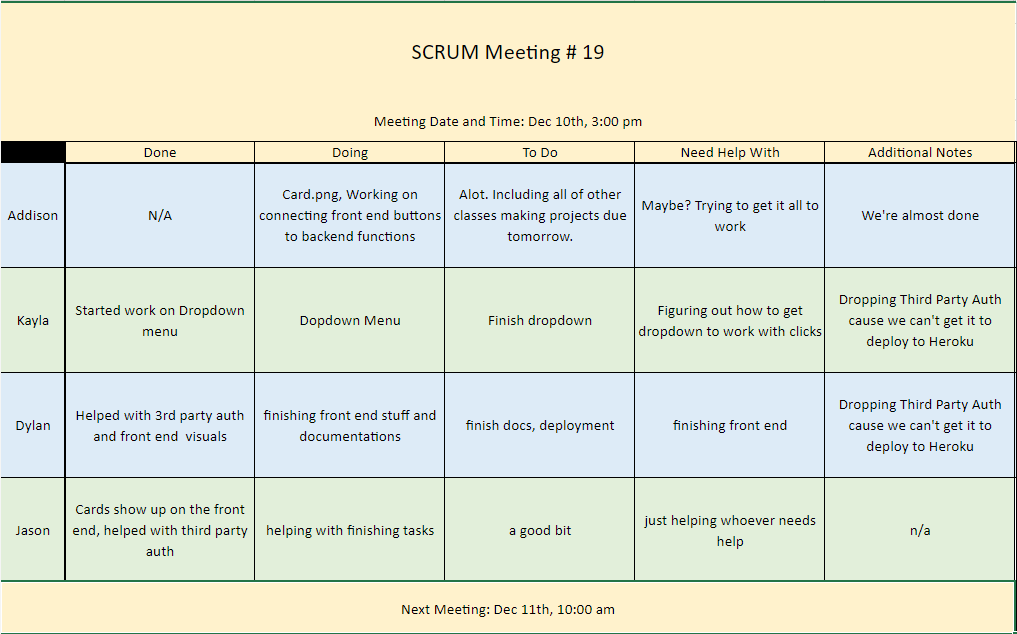 SCRUM Meeting # 19
Meeting Date and Time: Dec 10th, 3:00 pm
Done
Doing
To Do
Need Help With
Additional Notes
Addison
N/A
Card.png, Working on
connecting front end buttons
to backend functions
Alot. Including all of other
classes making projects due
tomorrow.
Maybe? Trying to get it all to
work
We're almost done
Kayla
Started work on Dropdown
menu
Dopdown Menu
Finish dropdown
Figuring out how to get
dropdown to work with clicks
Dropping Third Party Auth
cause we can't get it to
deploy to Heroku
Dylan
Helped with 3rd party auth
and front end  visuals
finishing front end stuff and
documentations
finish docs, deployment
finishing front end
Dropping Third Party Auth
cause we can't get it to
deploy to Heroku
Jason
Cards show up on the front
end, helped with third party
auth
helping with finishing tasks
a good bit
just helping whoever needs
help
n/a
Next Meeting: Dec 11th, 10:00 am